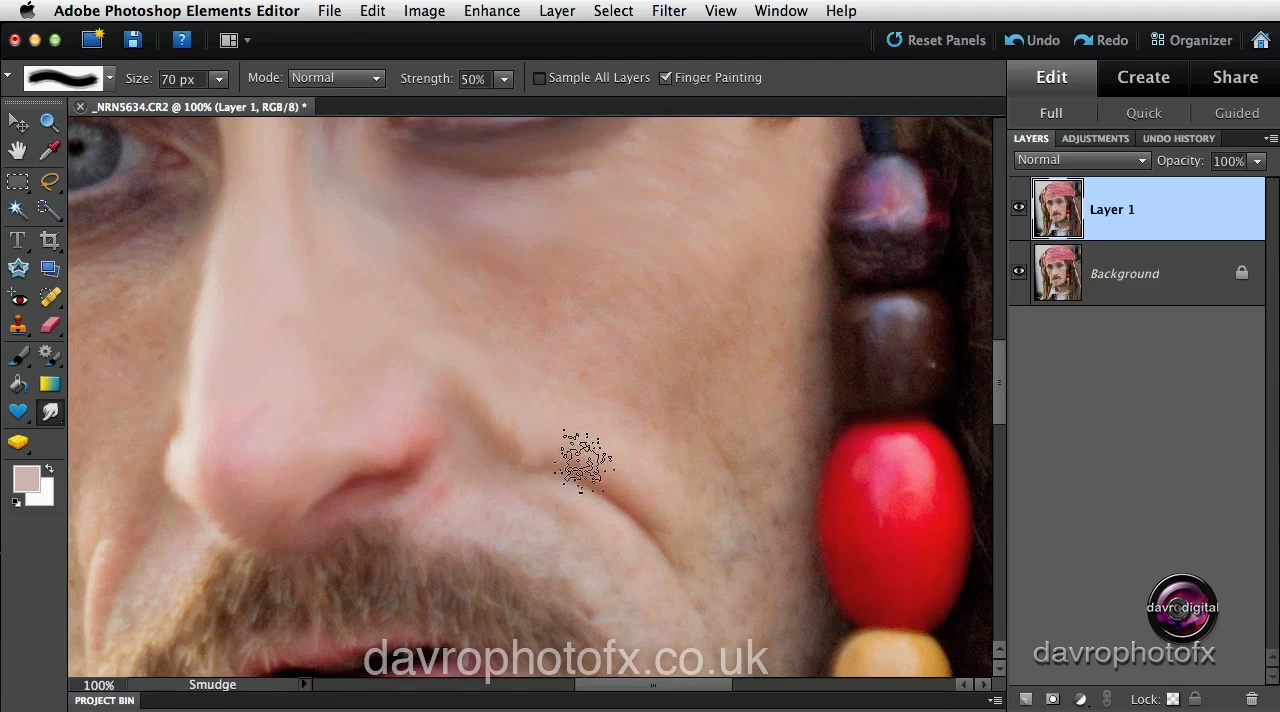 Adobe Photoshop Elements Editor File Edit Image Enhance Layer Select Filter View Window Help
? Reset Panels Undo Redo Organizer
Size: 70 px Mode: Normal Strength: 50% Sample All Layers Finger Painting
Edit Create Share
_NRN5634.CR2 @ 100% (Layer 1, RGB/8) *
Full Quick Guided
LAYERS ADJUSTMENTS UNDO HISTORY
Normal Opacity: 100%
Layer 1
T
Background
davrodigital
davrophotofx
davrophotofx.co.uk
100% Smudge
PROJECT BIN
Lock: